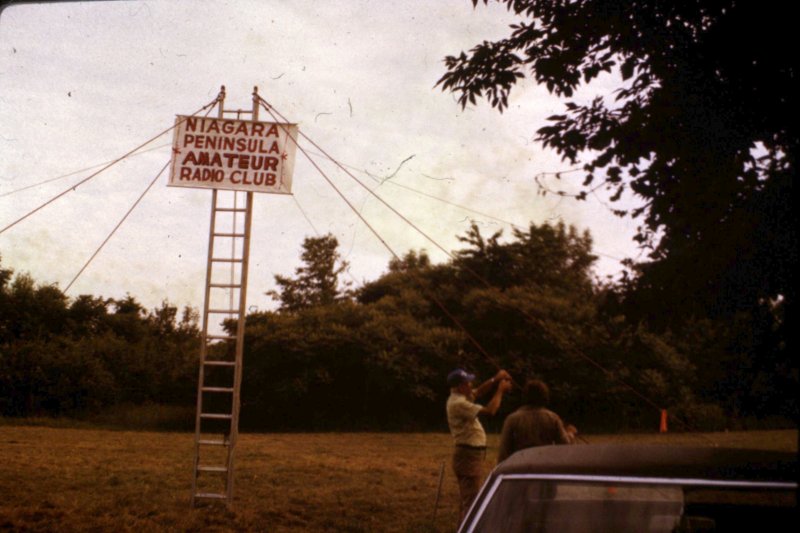 NIAGARA
PENINSULA
AMATEUR
RADIO CLUB